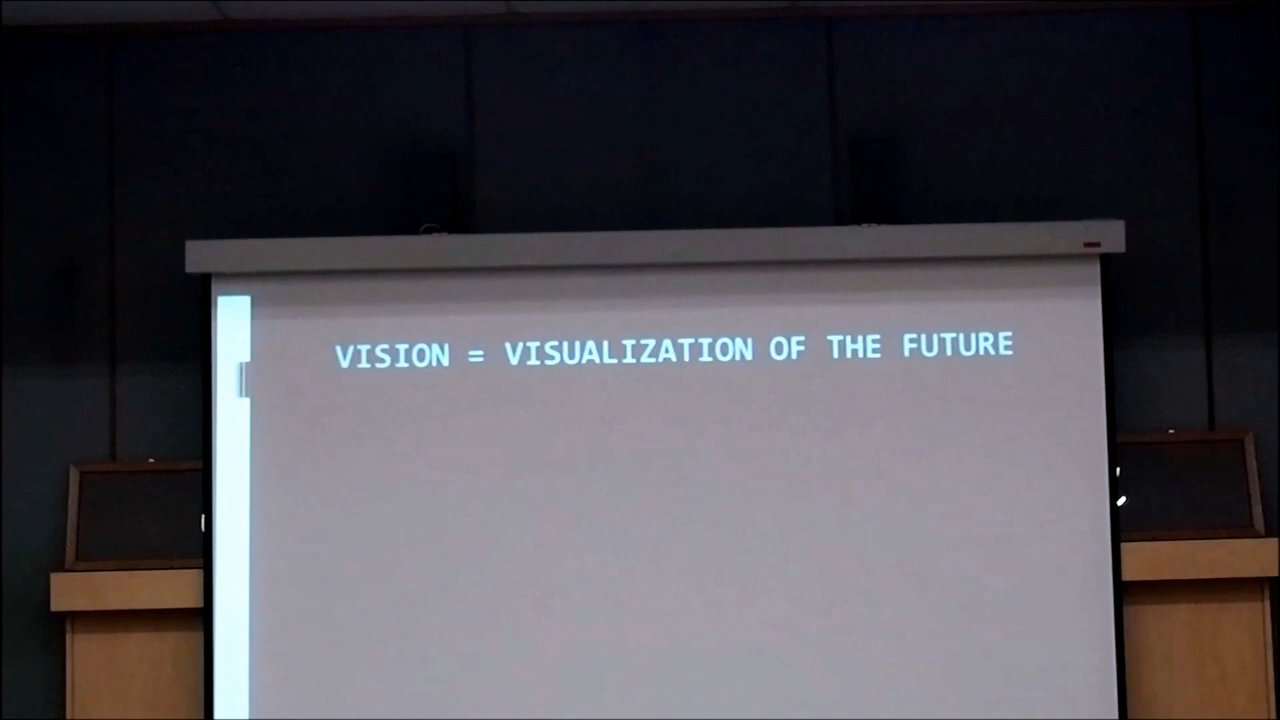 VISION = VISUALIZATION OF THE FUTURE